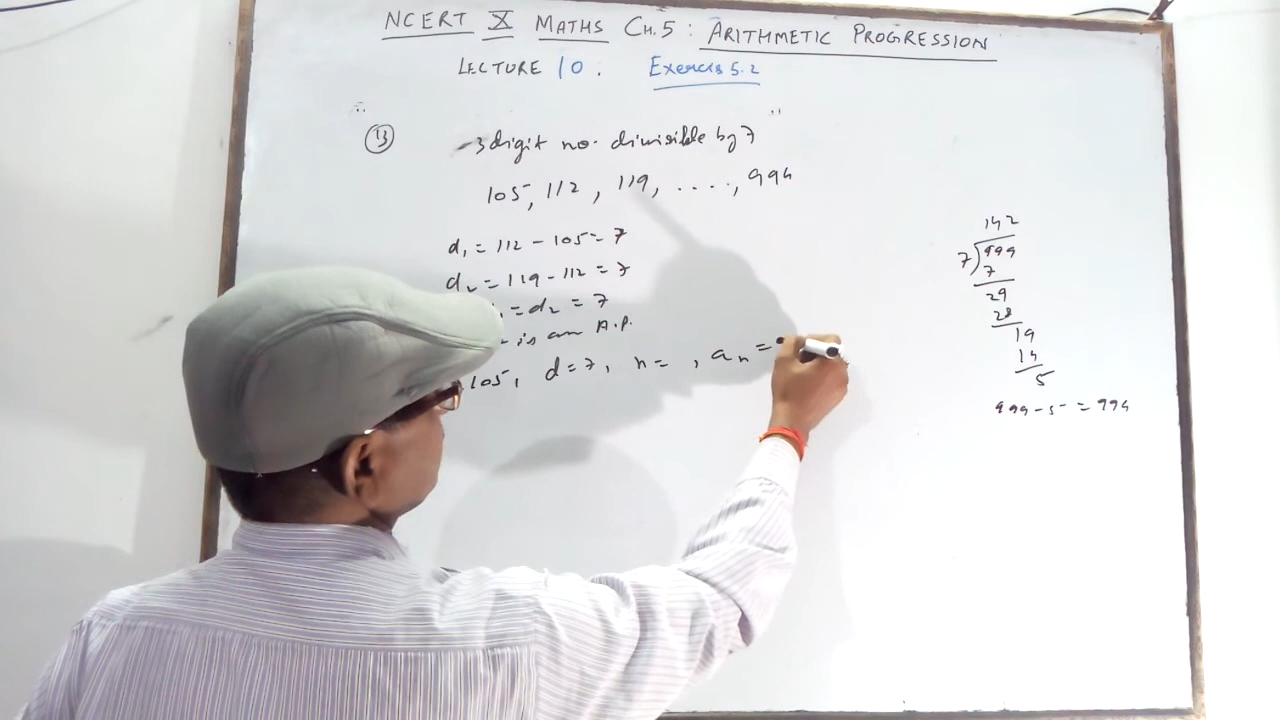 NCERT X MATHS CH.5 : ARITHMETIC PROGRESSION
LECTURE 10 . Exercis 5.2
13 3 digit no. divisible by 7
105, 112 , 119, ...., 994
d₁ = 112 - 105 = 7
d₂ = 119 - 112 = 7
= d₂ = 7
is an A.P.
105, d = 7, n = , aₙ =
142
7)999
7
29
28
19
14
5
999 - 5 = 994